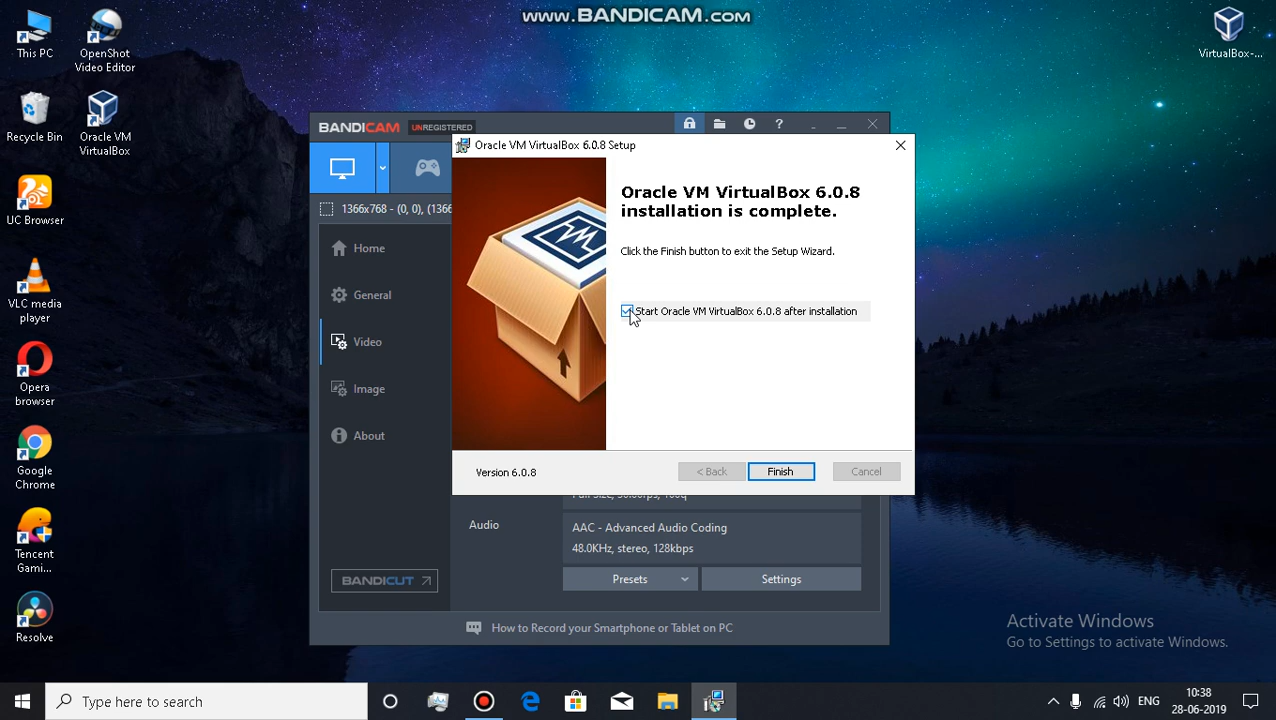 www.BANDICAM.com
This PC
OpenShot
Video Editor
VirtualBox-...
Recycle Bin
Oracle VM
VirtualBox
UC Browser
VLC media
player
Opera
browser
Google
Chrome
Tencent
Gami...
Resolve
BANDICAM UNREGISTERED
?
1366x768 - (0, 0), (1366
Home
General
Video
Image
About
BANDICUT
Oracle VM VirtualBox 6.0.8 Setup
Oracle VM VirtualBox 6.0.8
installation is complete.
Click the Finish button to exit the Setup Wizard.
Start Oracle VM VirtualBox 6.0.8 after installation
Version 6.0.8
< Back
Finish
Cancel
Audio
AAC - Advanced Audio Coding
48.0KHz, stereo, 128kbps
Presets
Settings
How to Record your Smartphone or Tablet on PC
Activate Windows
Go to Settings to activate Windows.
Type here to search
ENG
10:38
28-06-2019